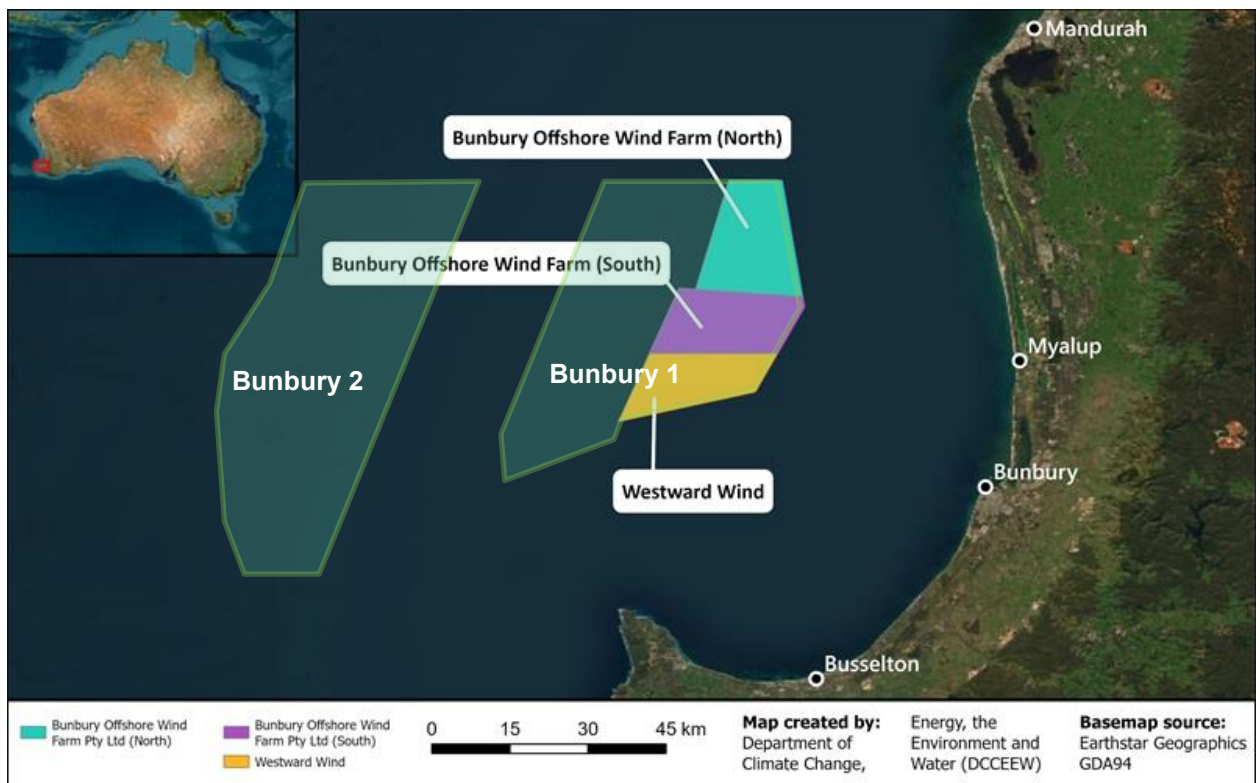 Mandurah
Bunbury Offshore Wind Farm (North)
Bunbury Offshore Wind Farm (South)
Myalup
Bunbury 2
Bunbury 1
Bunbury
Westward Wind
Busselton
Bunbury Offshore Wind
Farm Pty Ltd (North)
Bunbury Offshore Wind
Farm Pty Ltd (South)
Westward Wind
0 15 30 45 km
Map created by:
Department of
Climate Change,
Energy, the
Environment and
Water (DCCEEW)
Basemap source:
Earthstar Geographics
GDA94